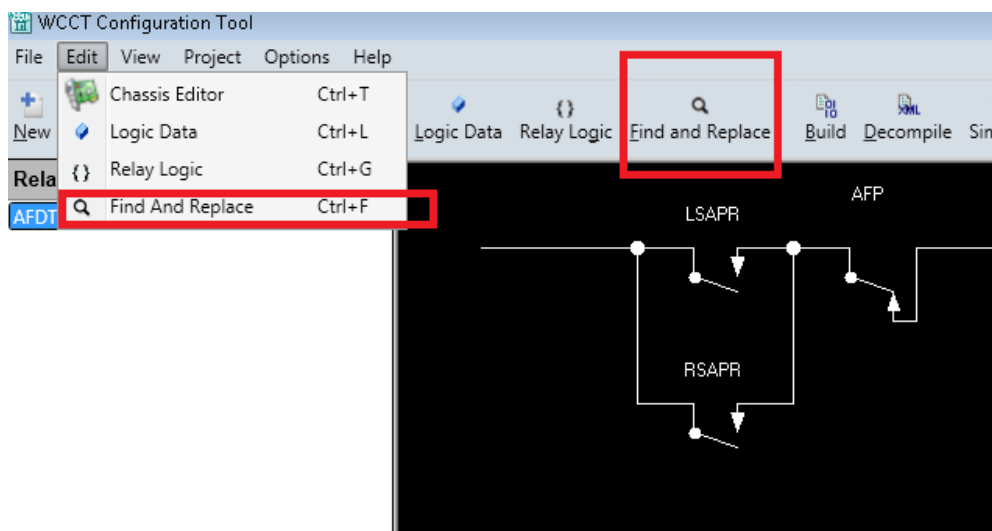 WCCT Configuration Tool
File Edit View Project Options Help
Chassis Editor Ctrl+T
New Logic Data Ctrl+L Logic Data Relay Logic Find and Replace Build Decompile Sim
Relay Logic Ctrl+G
Rela
Find And Replace Ctrl+F
AFDT
LSAPR
AFP
RSAPR